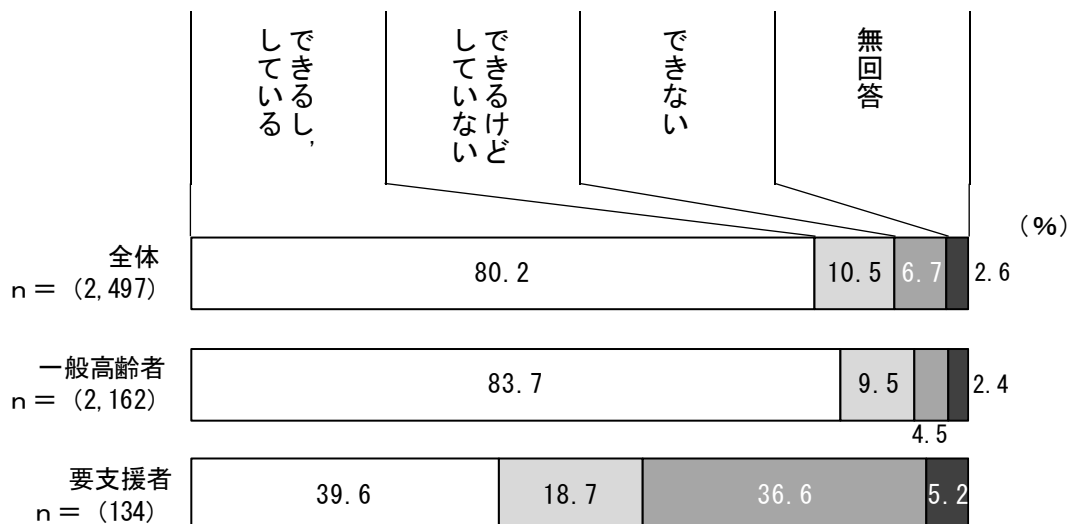 できるし,
している
できるけど
していない
できない
無回答
(%)
全体
n = (2,497)
80.2
10.5
6.7
2.6
一般高齢者
n = (2,162)
83.7
9.5
4.5
2.4
要支援者
n = (134)
39.6
18.7
36.6
5.2